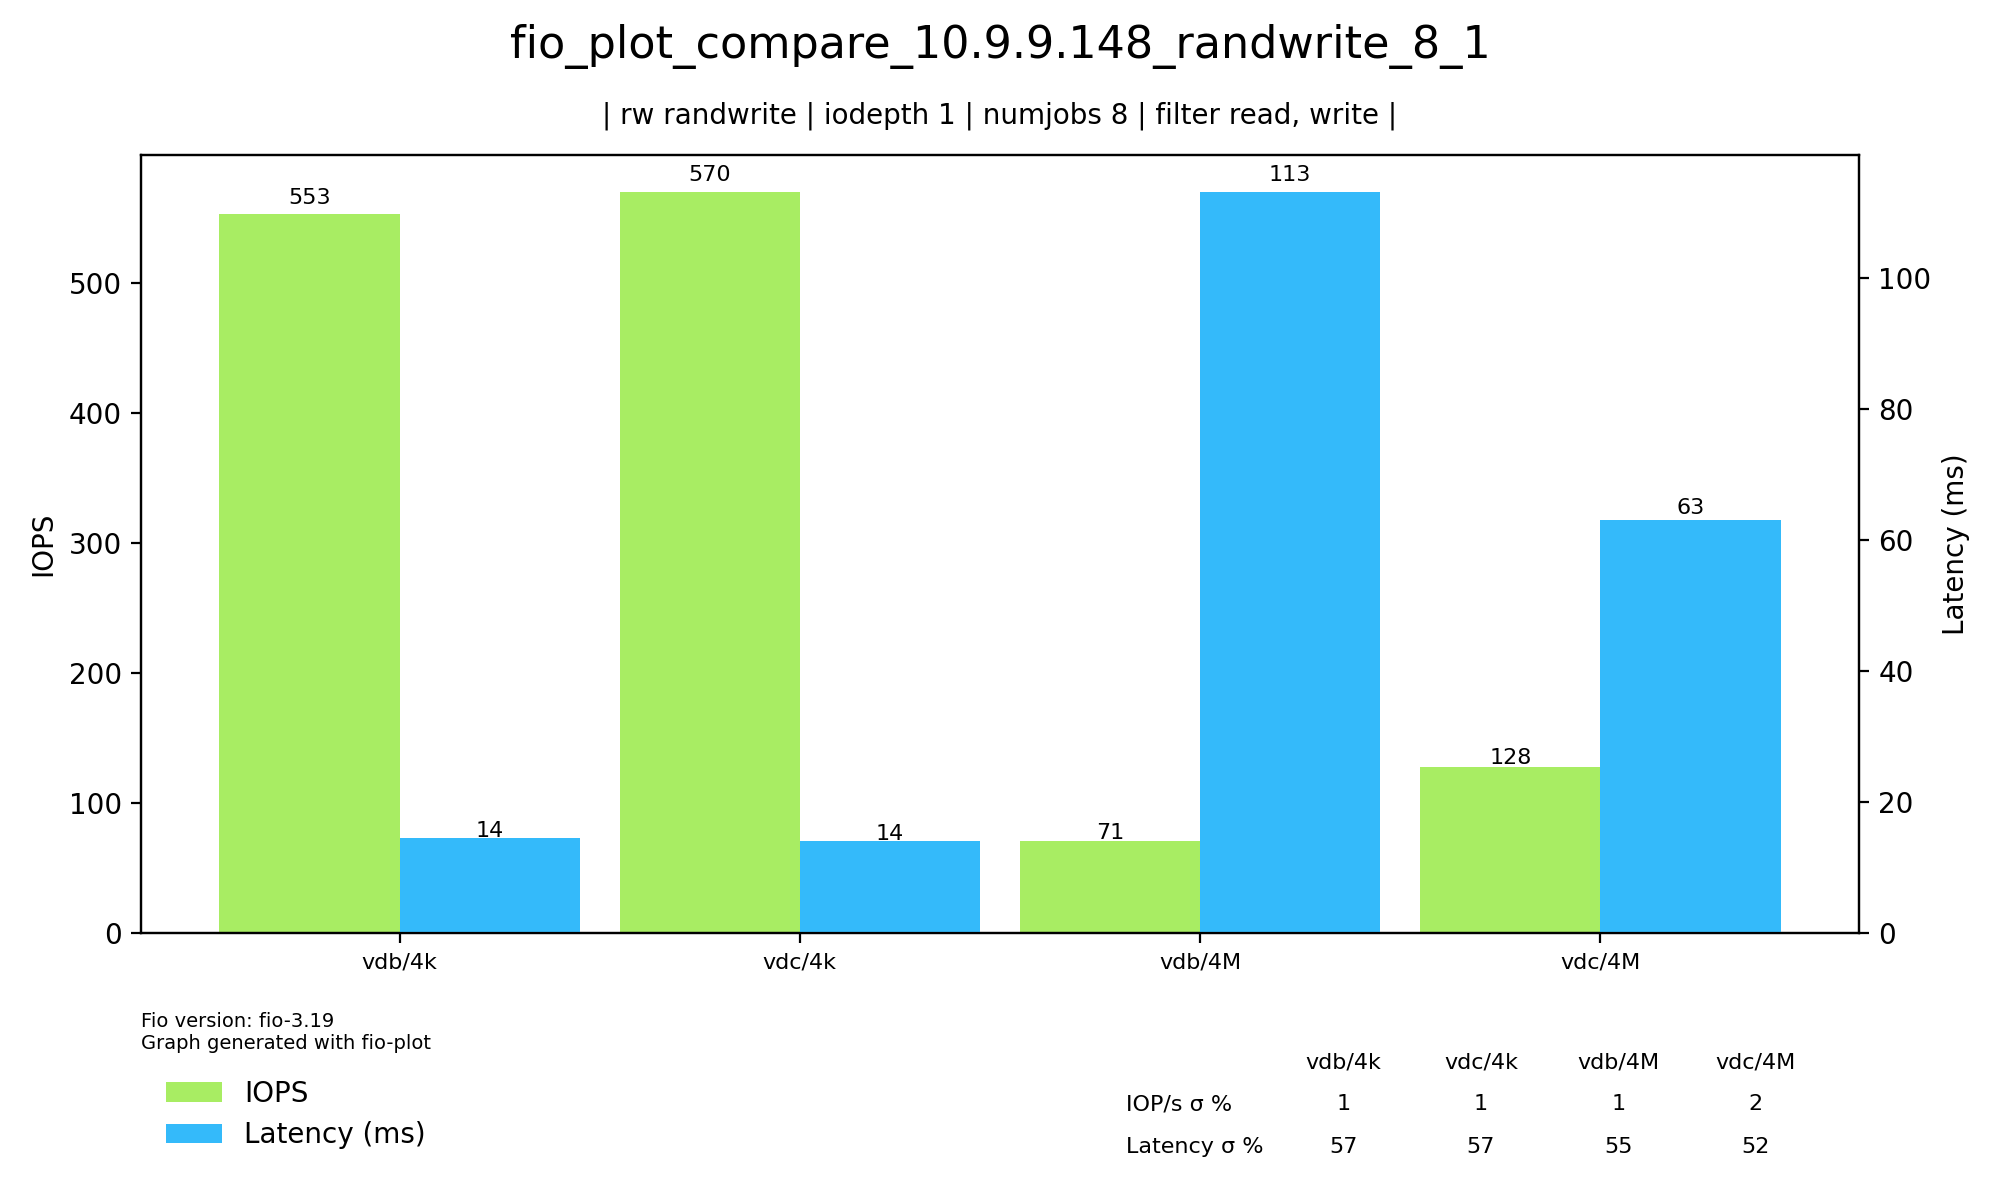 fio_plot_compare_10.9.9.148_randwrite_8_1
| rw randwrite | iodepth 1 | numjobs 8 | filter read, write |
553
570
113
63
128
14
14
71
500
400
300
200
100
0
IOPS
100
80
60
40
20
0
Latency (ms)
vdb/4k vdc/4k vdb/4M vdc/4M
Fio version: fio-3.19
Graph generated with fio-plot
IOPS
Latency (ms)
vdb/4k vdc/4k vdb/4M vdc/4M
IOP/s σ % 1 1 1 2
Latency σ % 57 57 55 52